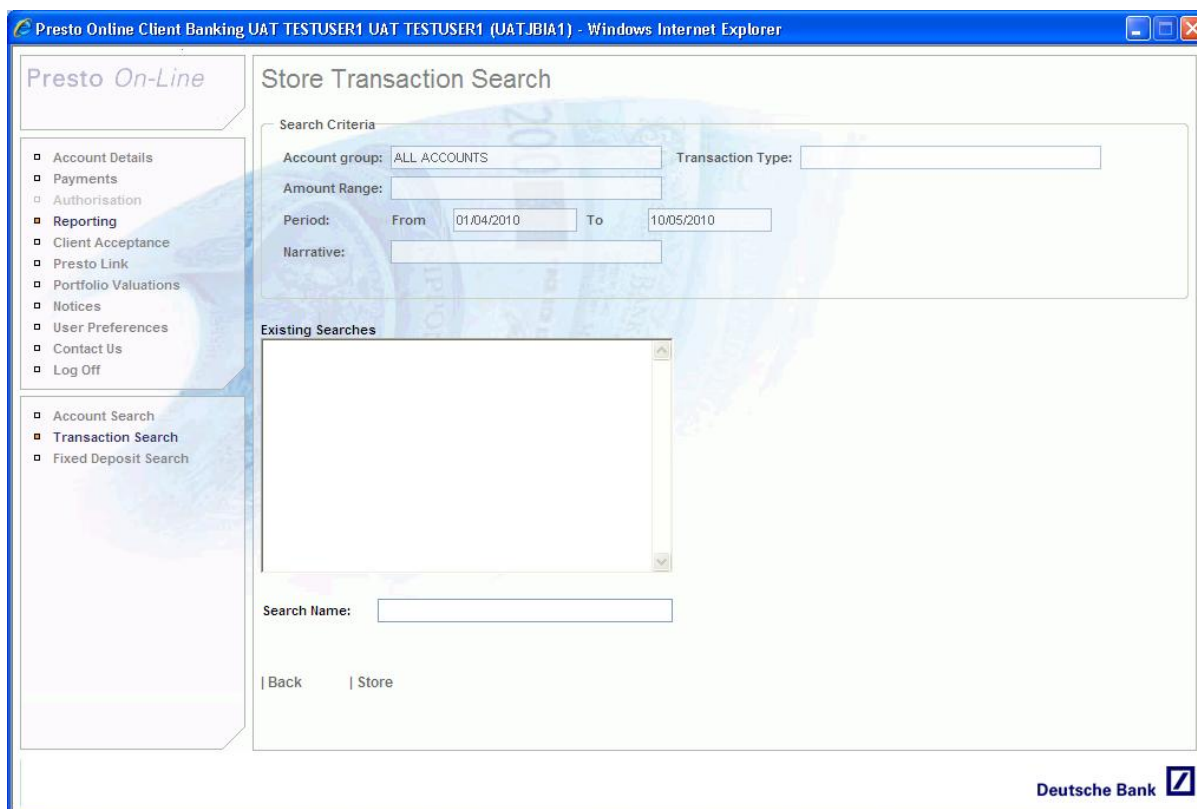 Presto Online Client Banking UAT TESTUSER1 UAT TESTUSER1 (UATJBIA1) - Windows Internet Explorer
Presto On-Line
Account Details
Payments
Authorisation
Reporting
Client Acceptance
Presto Link
Portfolio Valuations
Notices
User Preferences
Contact Us
Log Off
Account Search
Transaction Search
Fixed Deposit Search
Store Transaction Search
Search Criteria
Account group: ALL ACCOUNTS Transaction Type:
Amount Range:
Period: From 01/04/2010 To 10/05/2010
Narrative:
Existing Searches
Search Name:
| Back | Store
Deutsche Bank